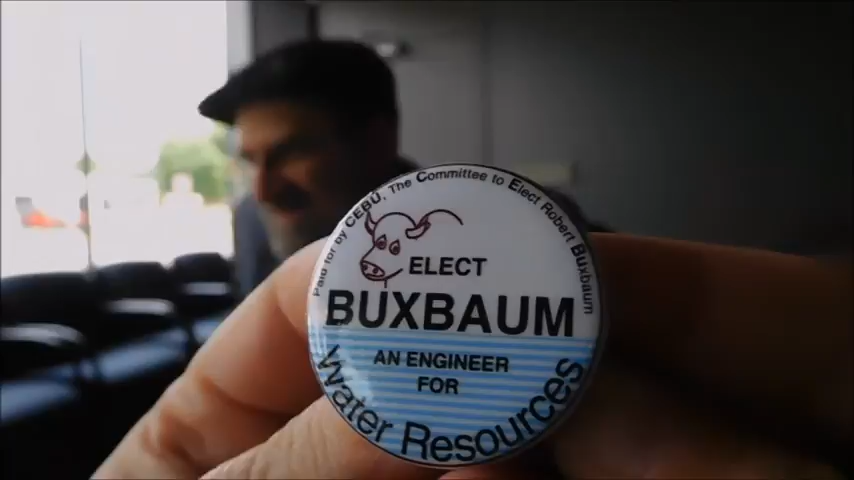 Paid for by CEBU, The Committee to Elect Robert Buxbaum
ELECT
BUXBAUM
AN ENGINEER
FOR
Water Resources